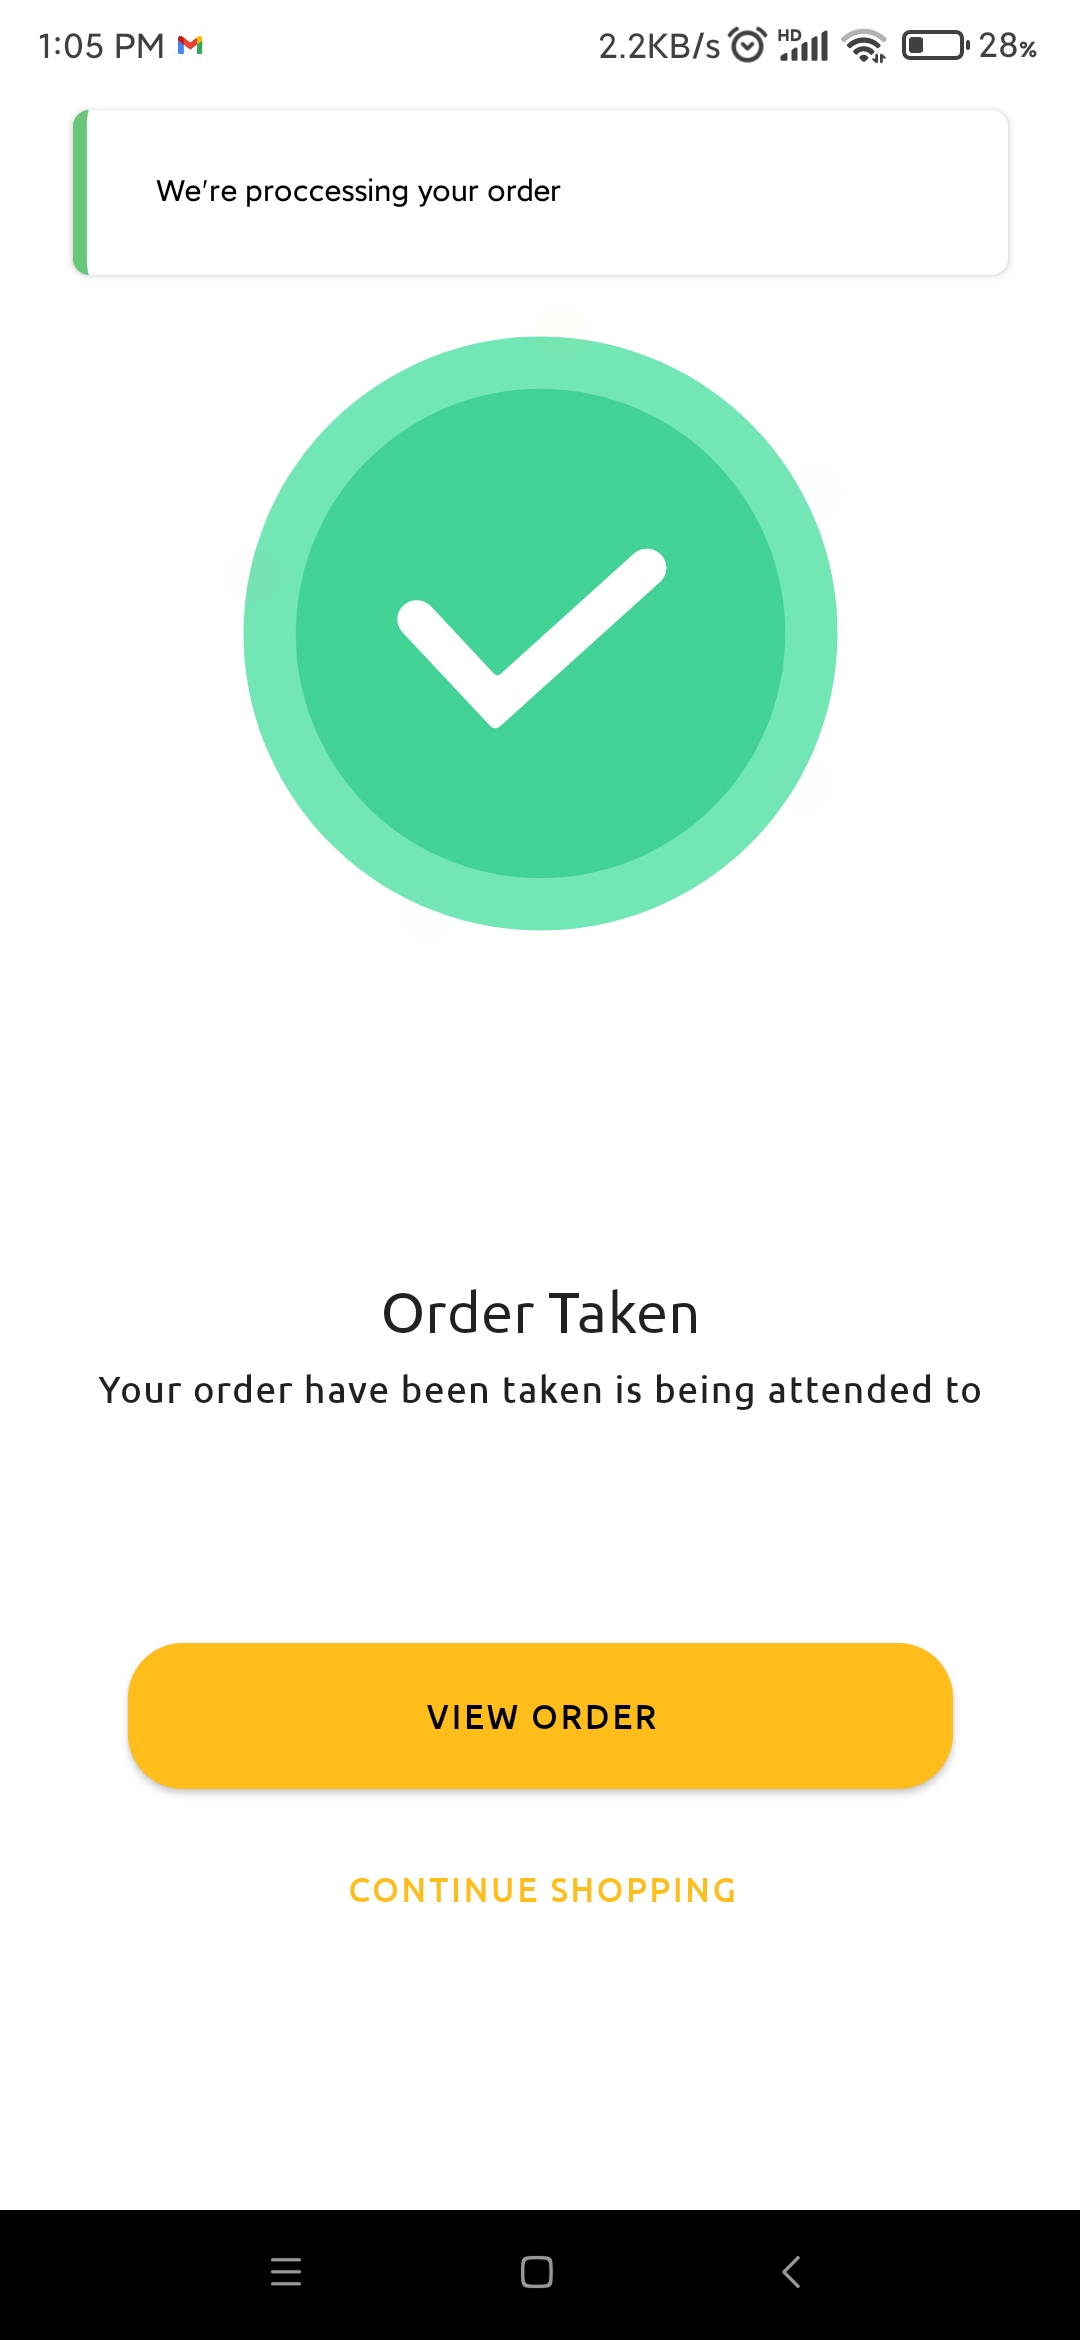 1:05 PM
2.2KB/s HD 28%
We're proccessing your order
Order Taken
Your order have been taken is being attended to
VIEW ORDER
CONTINUE SHOPPING